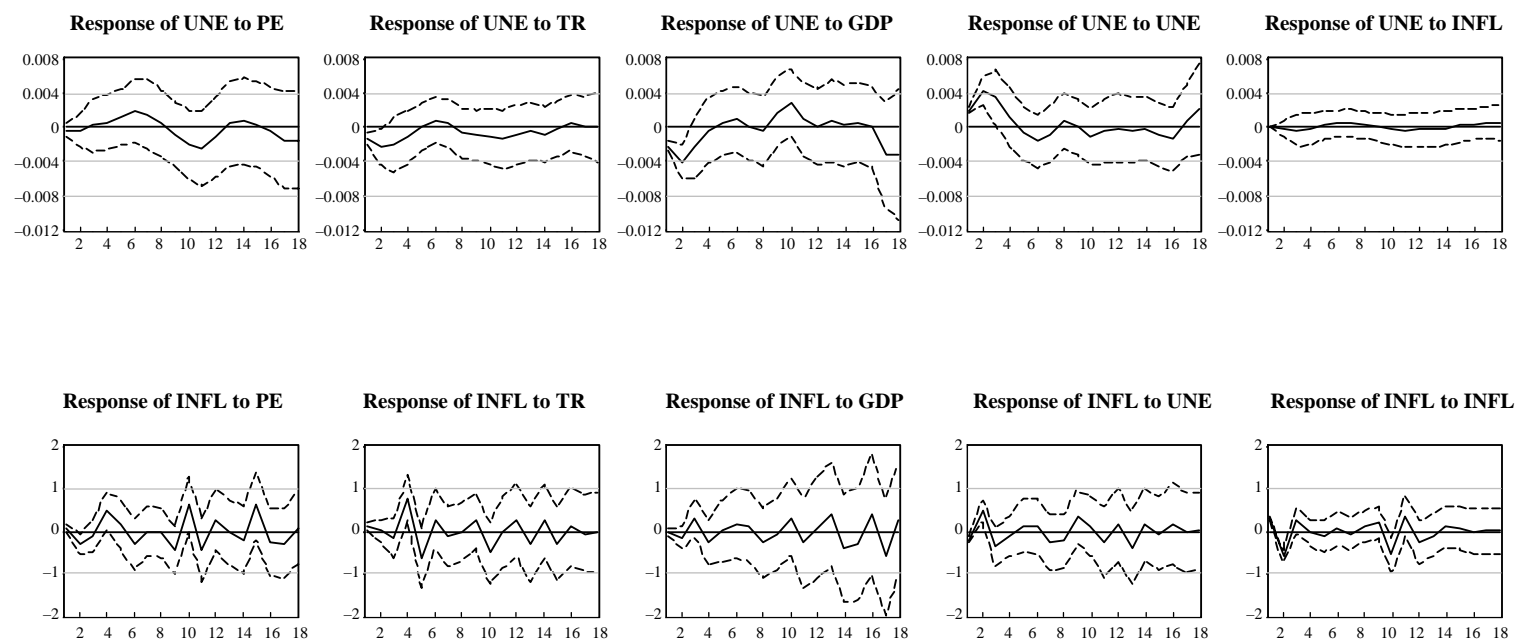 Response of UNE to PE Response of UNE to TR Response of UNE to GDP Response of UNE to UNE Response of UNE to INFL
0.008 0.008 0.008 0.008 0.008
0.004 0.004 0.004 0.004 0.004
0 0 0 0 0
–0.004 –0.004 –0.004 –0.004 –0.004
–0.008 –0.008 –0.008 –0.008 –0.008
–0.012 –0.012 –0.012 –0.012 –0.012
2 4 6 8 10 12 14 16 18 2 4 6 8 10 12 14 16 18 2 4 6 8 10 12 14 16 18 2 4 6 8 10 12 14 16 18 2 4 6 8 10 12 14 16 18
Response of INFL to PE Response of INFL to TR Response of INFL to GDP Response of INFL to UNE Response of INFL to INFL
2 2 2 2 2
1 1 1 1 1
0 0 0 0 0
–1 –1 –1 –1 –1
–2 –2 –2 –2 –2
2 4 6 8 10 12 14 16 18 2 4 6 8 10 12 14 16 18 2 4 6 8 10 12 14 16 18 2 4 6 8 10 12 14 16 18 2 4 6 8 10 12 14 16 18